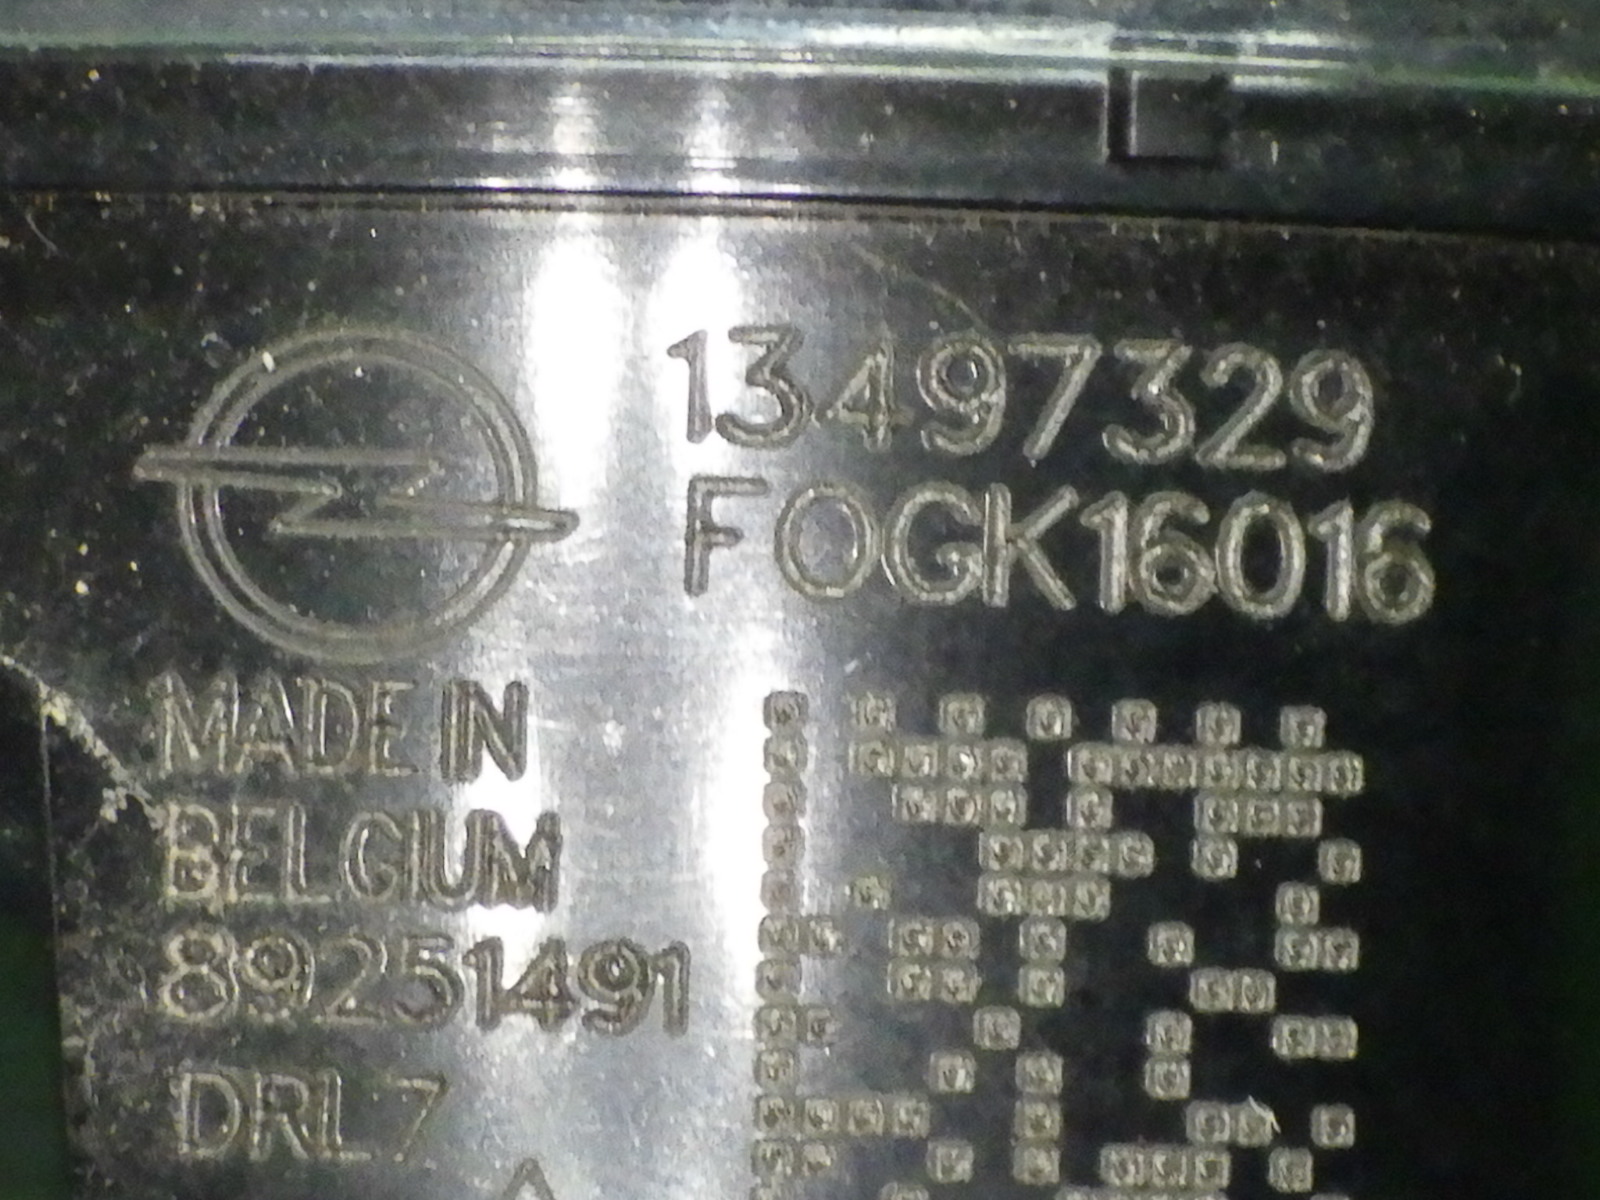 13497329
FOGK16016
MADE IN
BELGIUM
89251491
DRL7